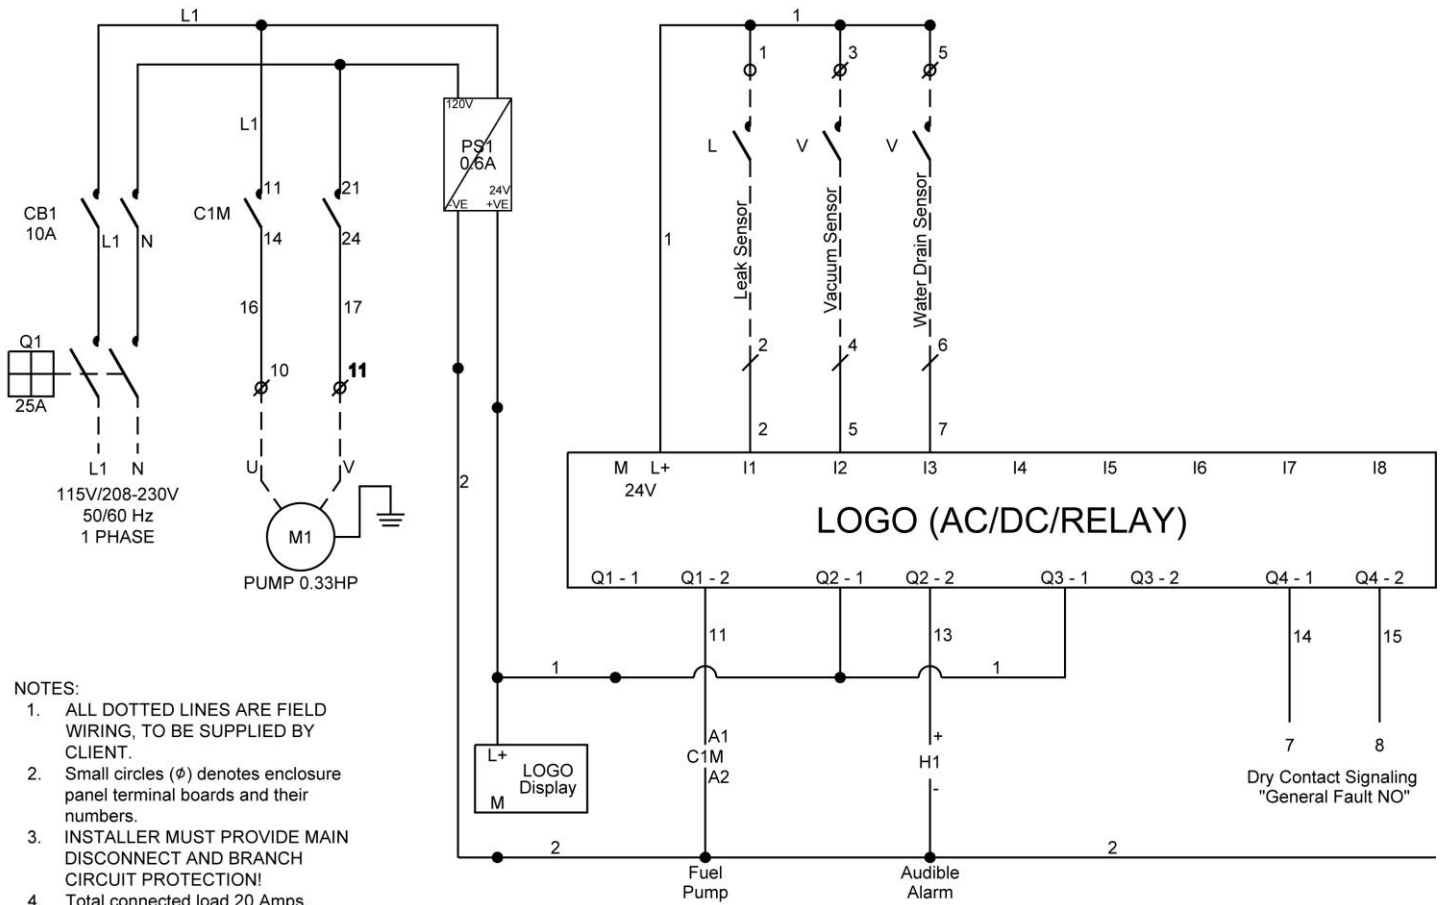 L1
1
120V
PS1
0.6A
24V
-VE +VE
L1
CB1
10A
L1 N
C1M
11
21
14
24
16
17
10
11
Q1
25A
L1 N
115V/208-230V
50/60 Hz
1 PHASE
U
V
M1
PUMP 0.33HP
2
1
1
3
5
L
V
V
Leak Sensor
Vacuum Sensor
Water Drain Sensor
2
4
6
2
5
7
M L+ I1 I2 I3 I4 I5 I6 I7 I8
24V
LOGO (AC/DC/RELAY)
Q1 - 1 Q1 - 2 Q2 - 1 Q2 - 2 Q3 - 1 Q3 - 2 Q4 - 1 Q4 - 2
11
13
14
15
1
1
L+
LOGO
Display
M
A1
C1M
A2
+
H1
-
7
8
Dry Contact Signaling
"General Fault NO"
2
2
Fuel
Pump
Audible
Alarm
NOTES:
1. ALL DOTTED LINES ARE FIELD
WIRING, TO BE SUPPLIED BY
CLIENT.
2. Small circles (⌀) denotes enclosure
panel terminal boards and their
numbers.
3. INSTALLER MUST PROVIDE MAIN
DISCONNECT AND BRANCH
CIRCUIT PROTECTION!
4. Total connected load 20 Amps